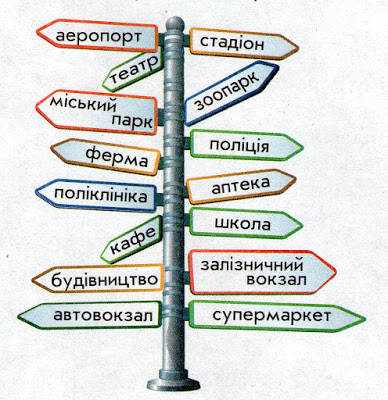 аеропорт
стадіон
театр
зоопарк
міський
парк
поліція
ферма
аптека
поліклініка
школа
кафе
залізничний
вокзал
будівництво
автовокзал
супермаркет